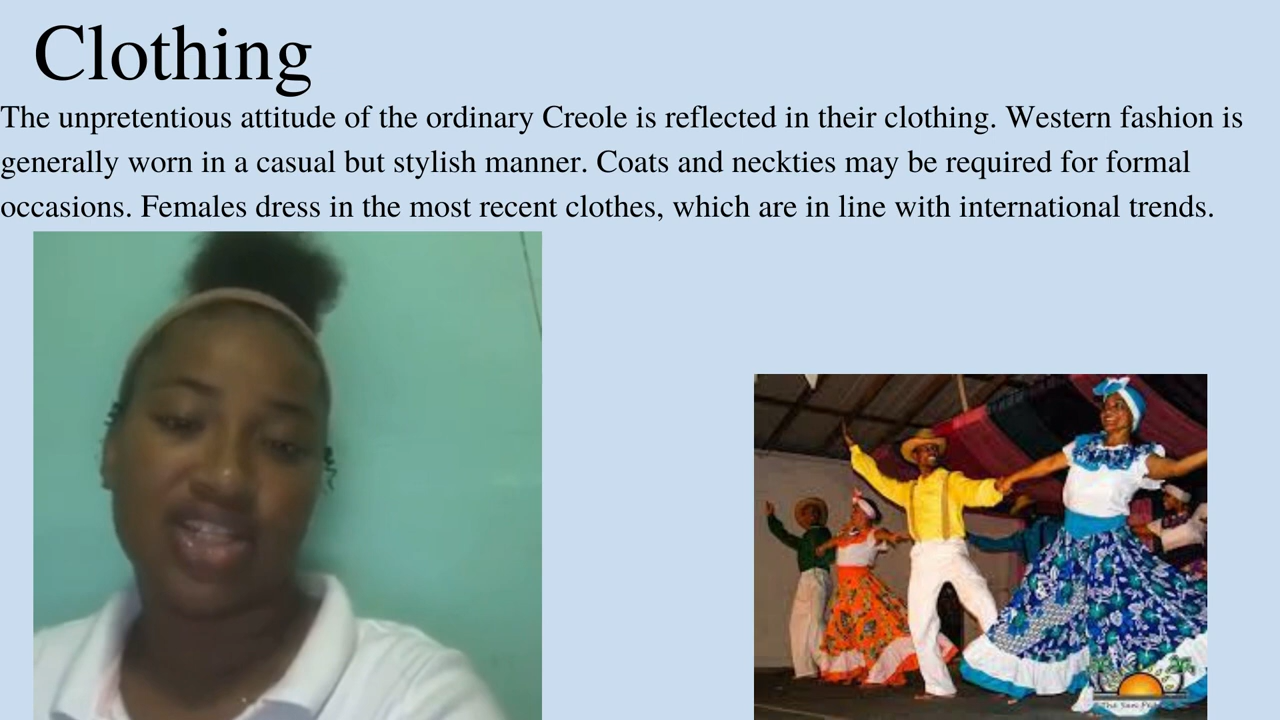 Clothing
The unpretentious attitude of the ordinary Creole is reflected in their clothing. Western fashion is
generally worn in a casual but stylish manner. Coats and neckties may be required for formal
occasions. Females dress in the most recent clothes, which are in line with international trends.
The San